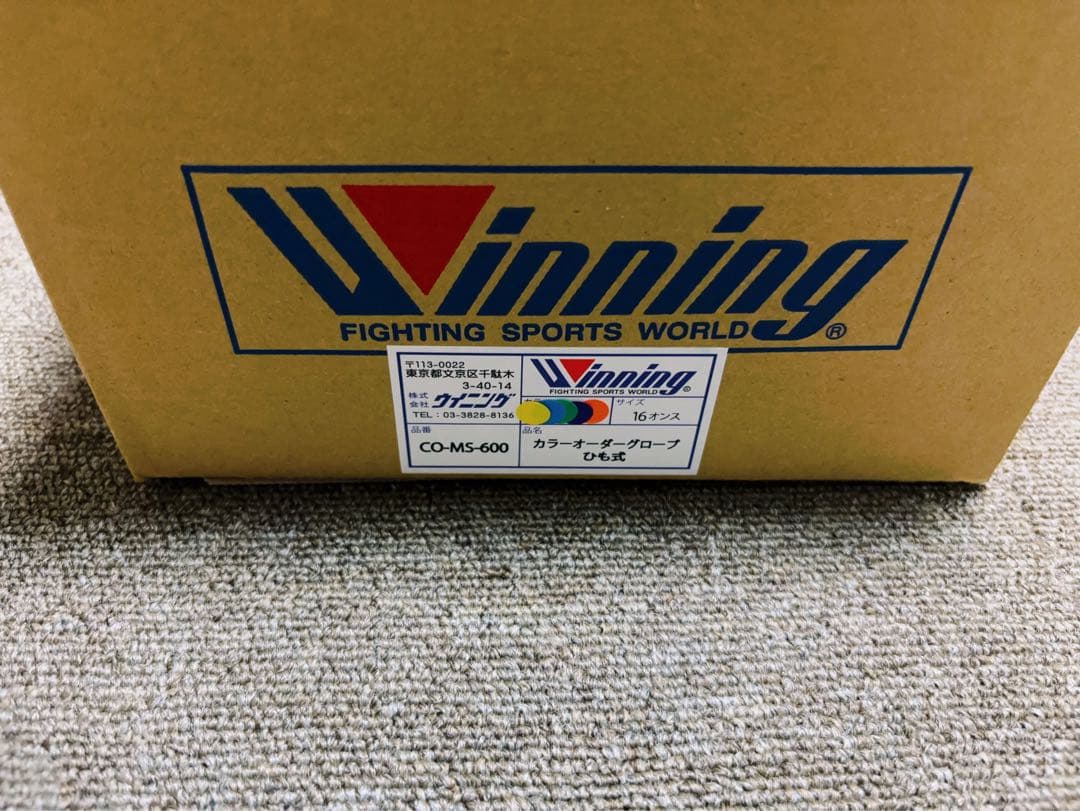 Winning
FIGHTING SPORTS WORLD®
〒113-0022
東京都文京区千駄木
3-40-14
株式会社 ウイニング
TEL：03-3828-8136
Winning
FIGHTING SPORTS WORLD®
サイズ
16オンス
品番
CO-MS-600
品名
カラーオーダーグローブ
ひも式